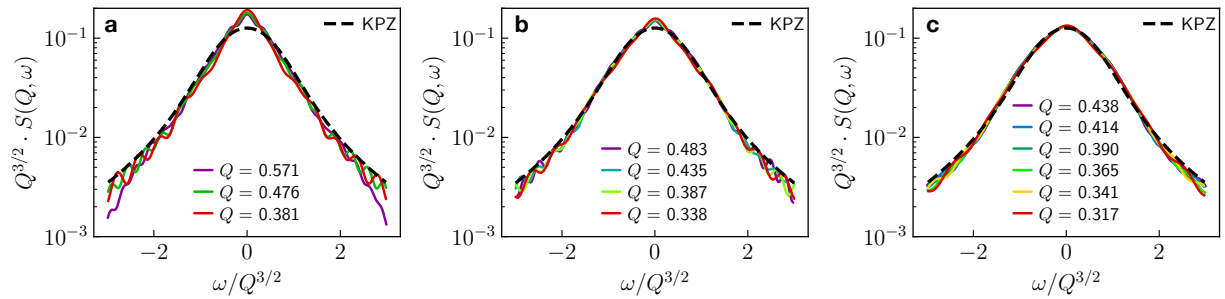 a
KPZ
Q^{3/2} · S(Q, ω)
10^{-1}
10^{-2}
10^{-3}
Q = 0.571
Q = 0.476
Q = 0.381
−2
0
2
ω/Q^{3/2}
b
KPZ
Q^{3/2} · S(Q, ω)
10^{-1}
10^{-2}
10^{-3}
Q = 0.483
Q = 0.435
Q = 0.387
Q = 0.338
−2
0
2
ω/Q^{3/2}
c
KPZ
Q^{3/2} · S(Q, ω)
10^{-1}
10^{-2}
10^{-3}
Q = 0.438
Q = 0.414
Q = 0.390
Q = 0.365
Q = 0.341
Q = 0.317
−2
0
2
ω/Q^{3/2}